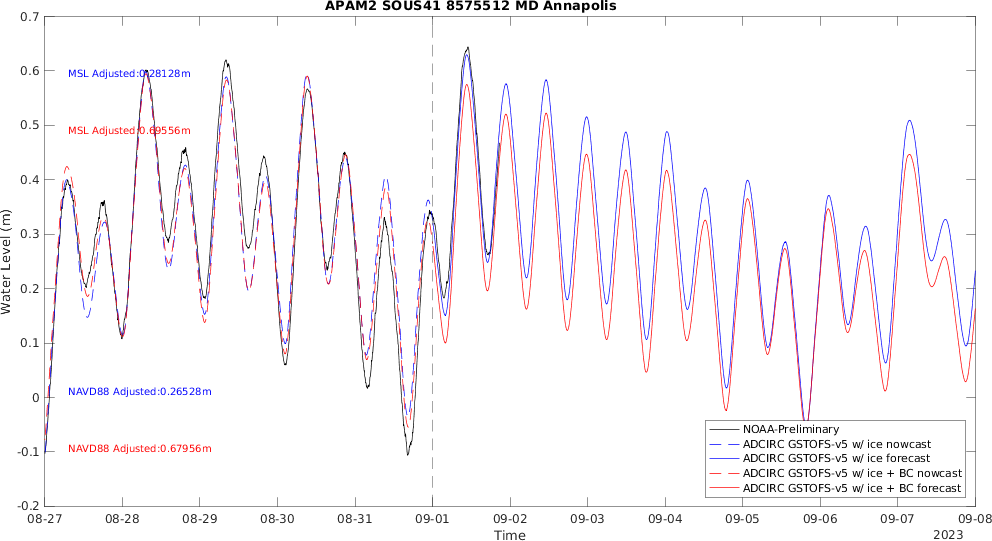 APAM2 SOUS41 8575512 MD Annapolis
Water Level (m)
0.7
0.6
0.5
0.4
0.3
0.2
0.1
0
-0.1
-0.2
MSL Adjusted:0.28128m
MSL Adjusted:0.69556m
NAVD88 Adjusted:0.26528m
NAVD88 Adjusted:0.67956m
NOAA-Preliminary
ADCIRC GSTOFS-v5 w/ ice nowcast
ADCIRC GSTOFS-v5 w/ ice forecast
ADCIRC GSTOFS-v5 w/ ice + BC nowcast
ADCIRC GSTOFS-v5 w/ ice + BC forecast
08-27 08-28 08-29 08-30 08-31 09-01 09-02 09-03 09-04 09-05 09-06 09-07 09-08
Time
2023